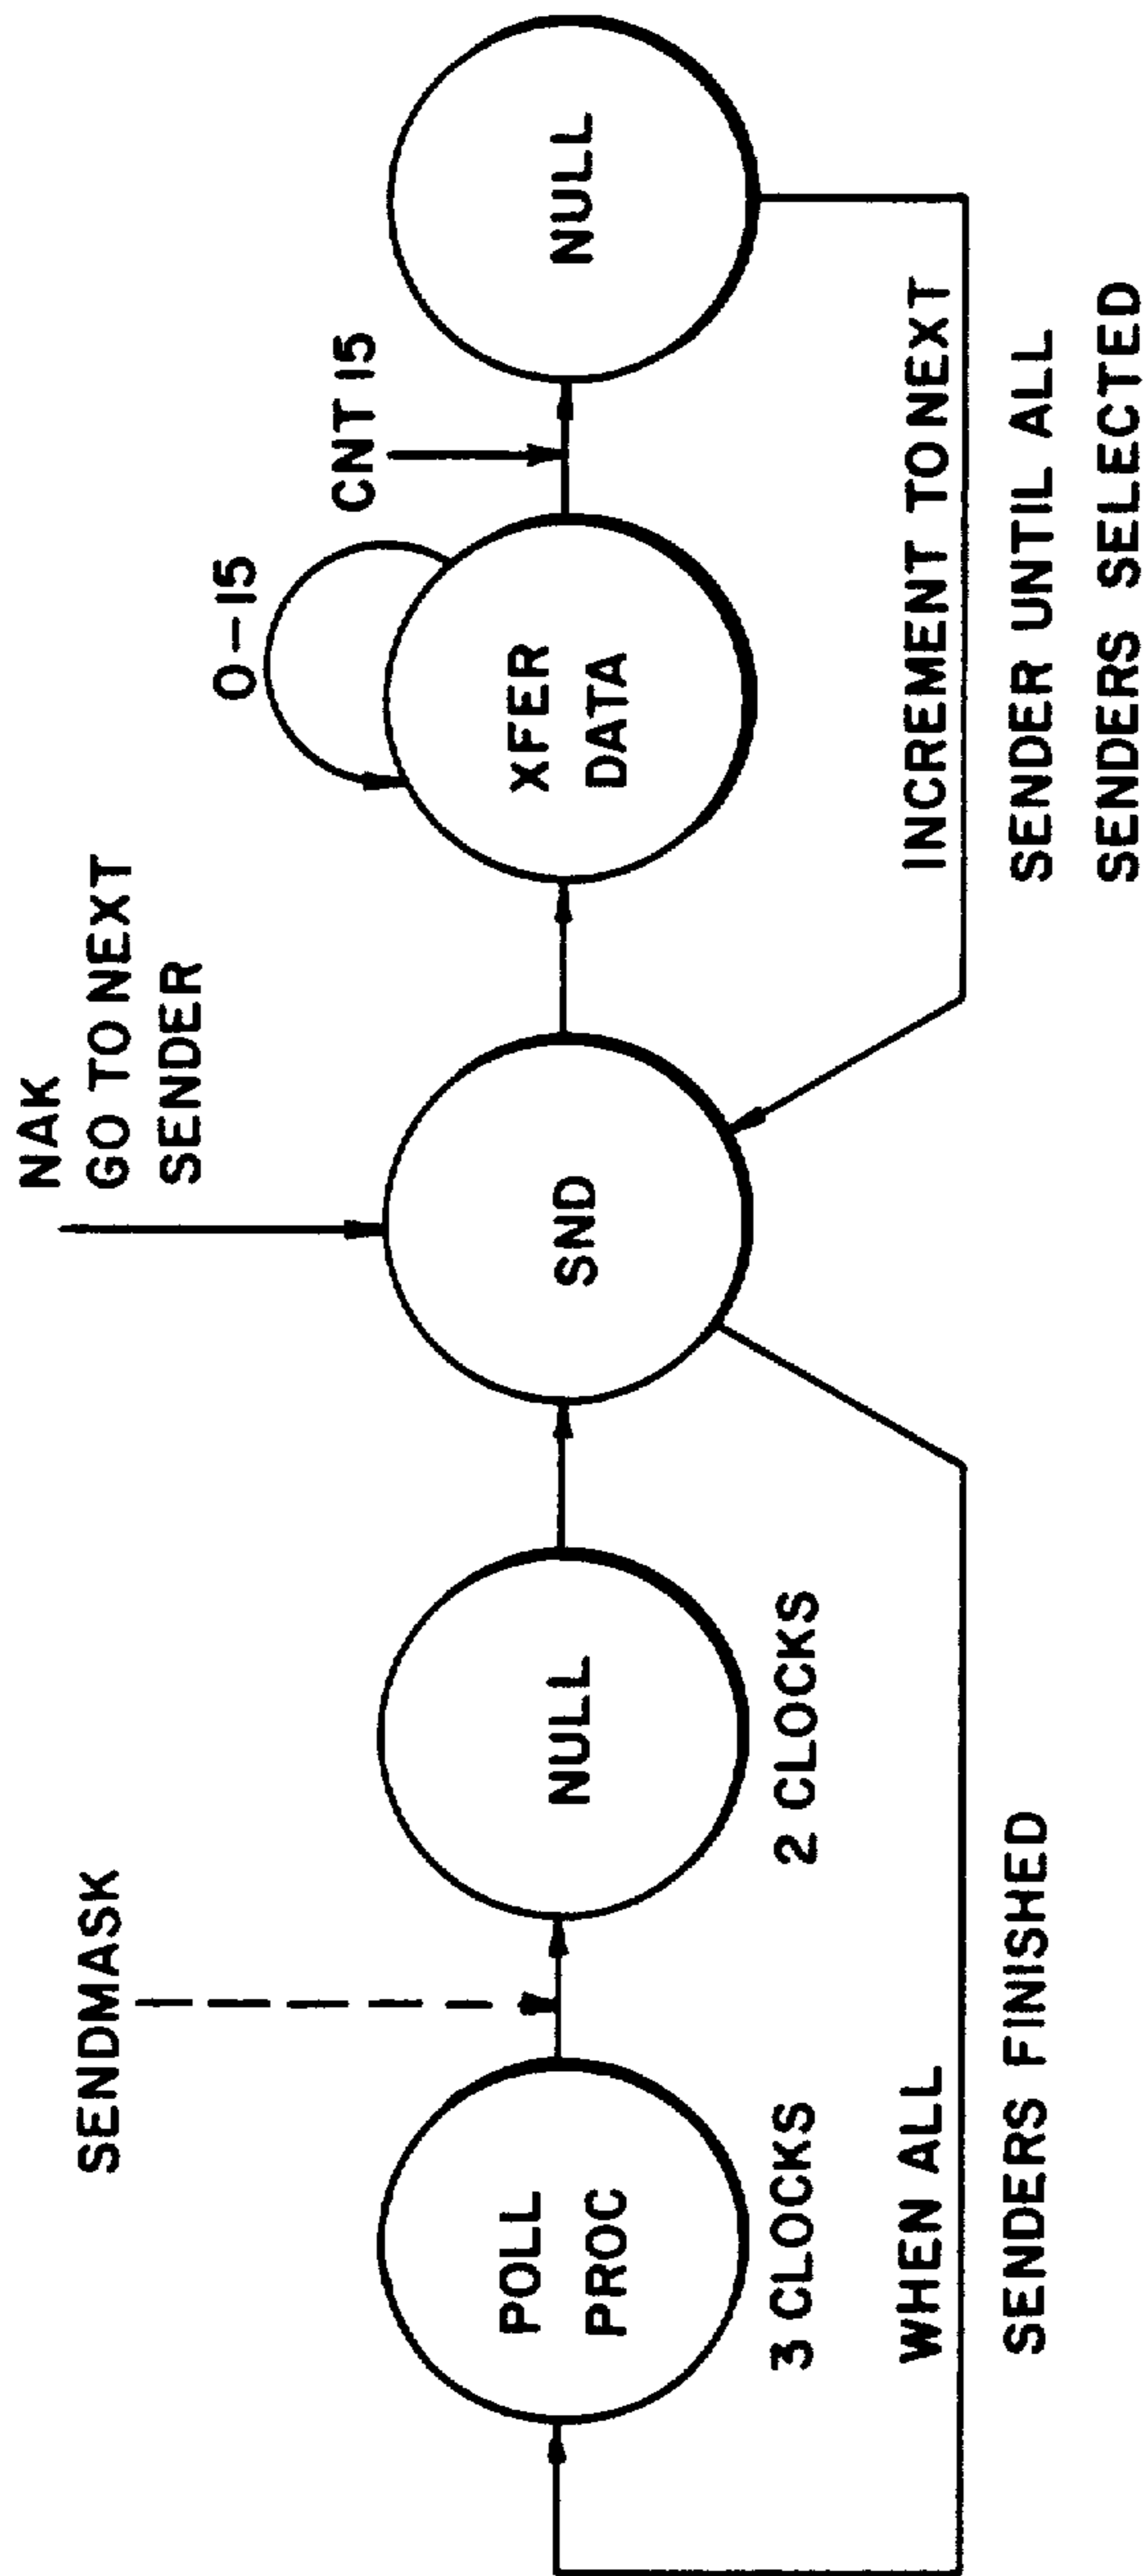 SENDMASK
NAK
GO TO NEXT
SENDER
0-15
CNT 15
POLL
PROC
NULL
SND
XFER
DATA
NULL
3 CLOCKS
2 CLOCKS
WHEN ALL
SENDERS FINISHED
INCREMENT TO NEXT
SENDER UNTIL ALL
SENDERS SELECTED